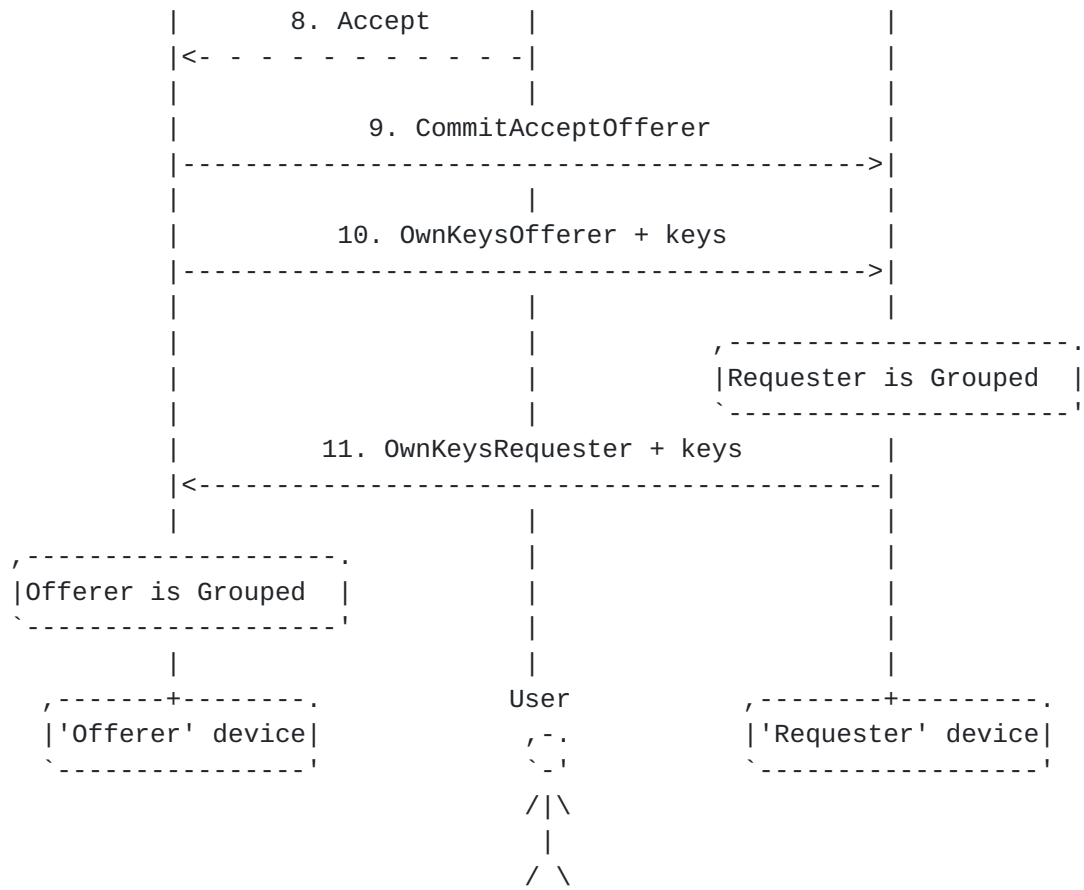 8. Accept
9. CommitAcceptOfferer
10. OwnKeysOfferer + keys
Requester is Grouped
11. OwnKeysRequester + keys
Offerer is Grouped
User
'Offerer' device
'Requester' device